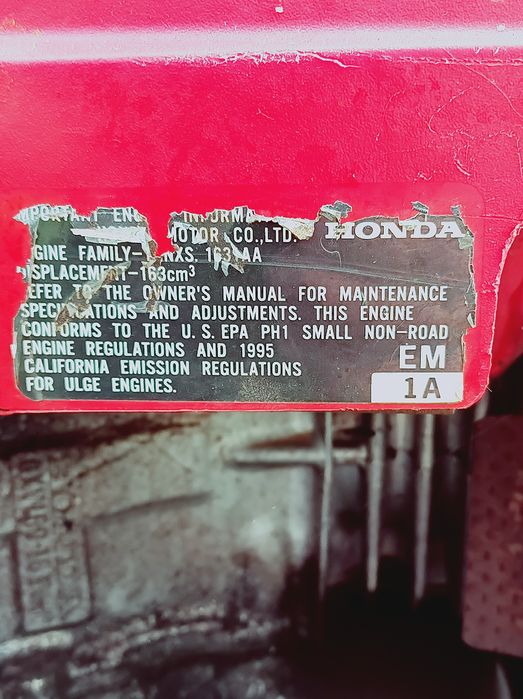 HONDA
MOTOR CO.,LTD.
GINE FAMILY-
DISPLACEMENT-163cm³
EFER TO THE OWNER'S MANUAL FOR MAINTENANCE
SPECIFICATIONS AND ADJUSTMENTS. THIS ENGINE
CONFORMS TO THE U.S. EPA PH1 SMALL NON-ROAD
ENGINE REGULATIONS AND 1995
CALIFORNIA EMISSION REGULATIONS
FOR ULGE ENGINES.
EM
1A